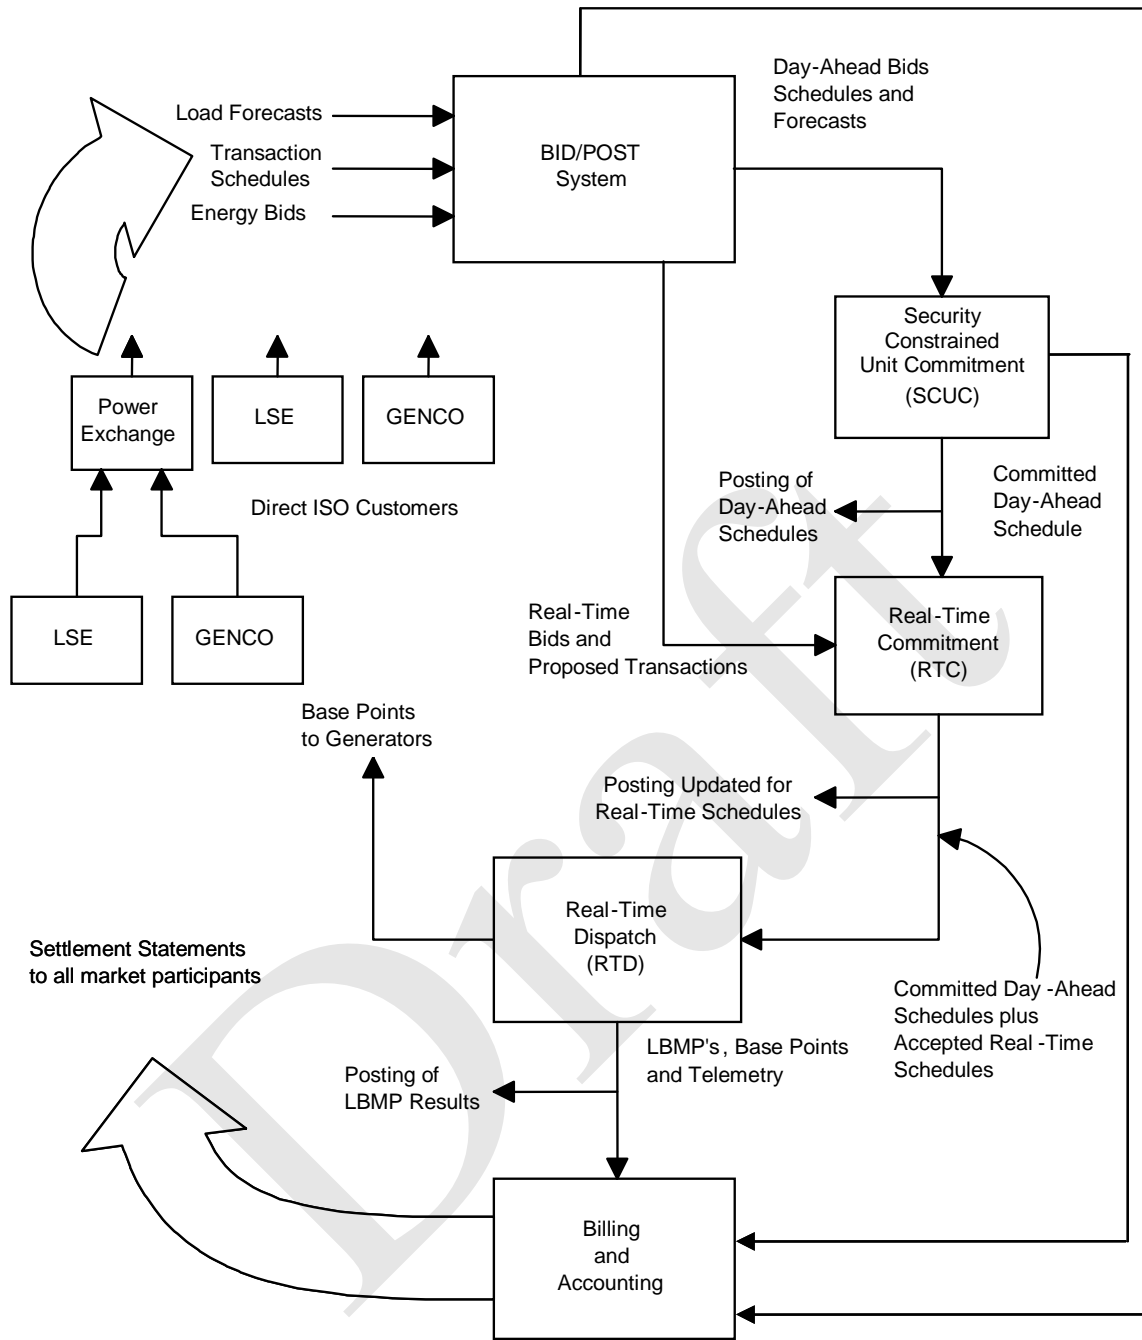 Day-Ahead Bids
Schedules and
Forecasts
Load Forecasts
Transaction
Schedules
Energy Bids
BID/POST
System
Security
Constrained
Unit Commitment
(SCUC)
Power
Exchange
LSE
GENCO
Direct ISO Customers
Posting of
Day-Ahead
Schedules
Committed
Day-Ahead
Schedule
LSE
GENCO
Real-Time
Bids and
Proposed Transactions
Real-Time
Commitment
(RTC)
Base Points
to Generators
Posting Updated for
Real-Time Schedules
Real-Time
Dispatch
(RTD)
Settlement Statements
to all market participants
Committed Day -Ahead
Schedules plus
Accepted Real -Time
Schedules
LBMP's, Base Points
and Telemetry
Posting of
LBMP Results
Billing
and
Accounting
Draft